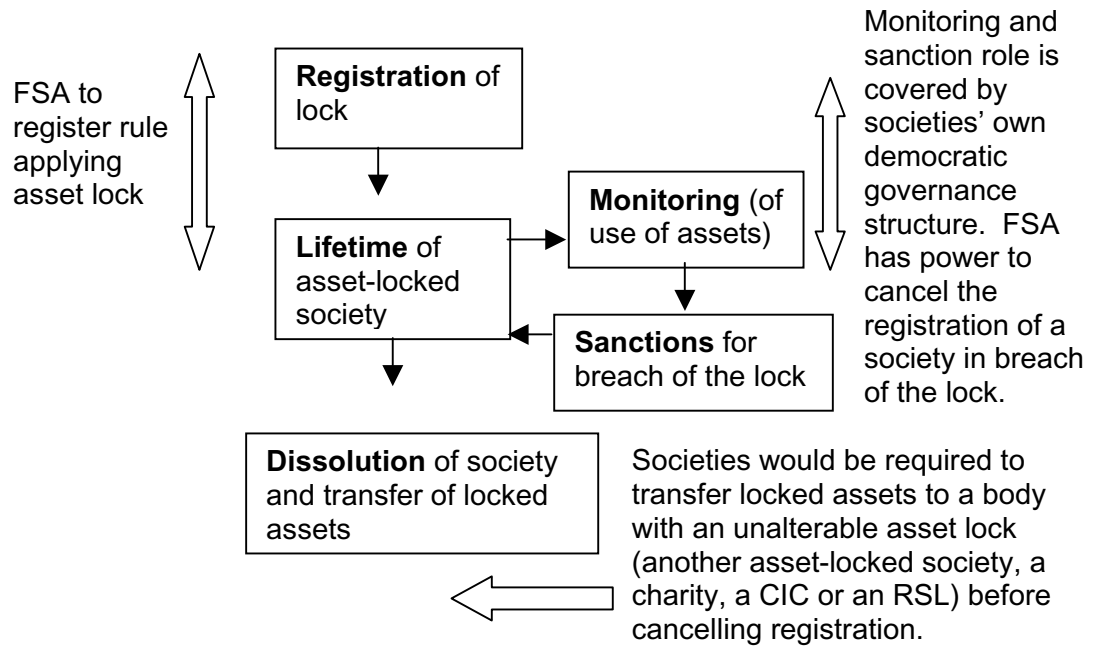 FSA to
register rule
applying
asset lock
Registration of
lock
Monitoring and
sanction role is
covered by
societies’ own
democratic
governance
structure.  FSA
has power to
cancel the
registration of a
society in breach
of the lock.
Lifetime of
asset-locked
society
Monitoring (of
use of assets)
Sanctions for
breach of the lock
Dissolution of society
and transfer of locked
assets
Societies would be required to
transfer locked assets to a body
with an unalterable asset lock
(another asset-locked society, a
charity, a CIC or an RSL) before
cancelling registration.